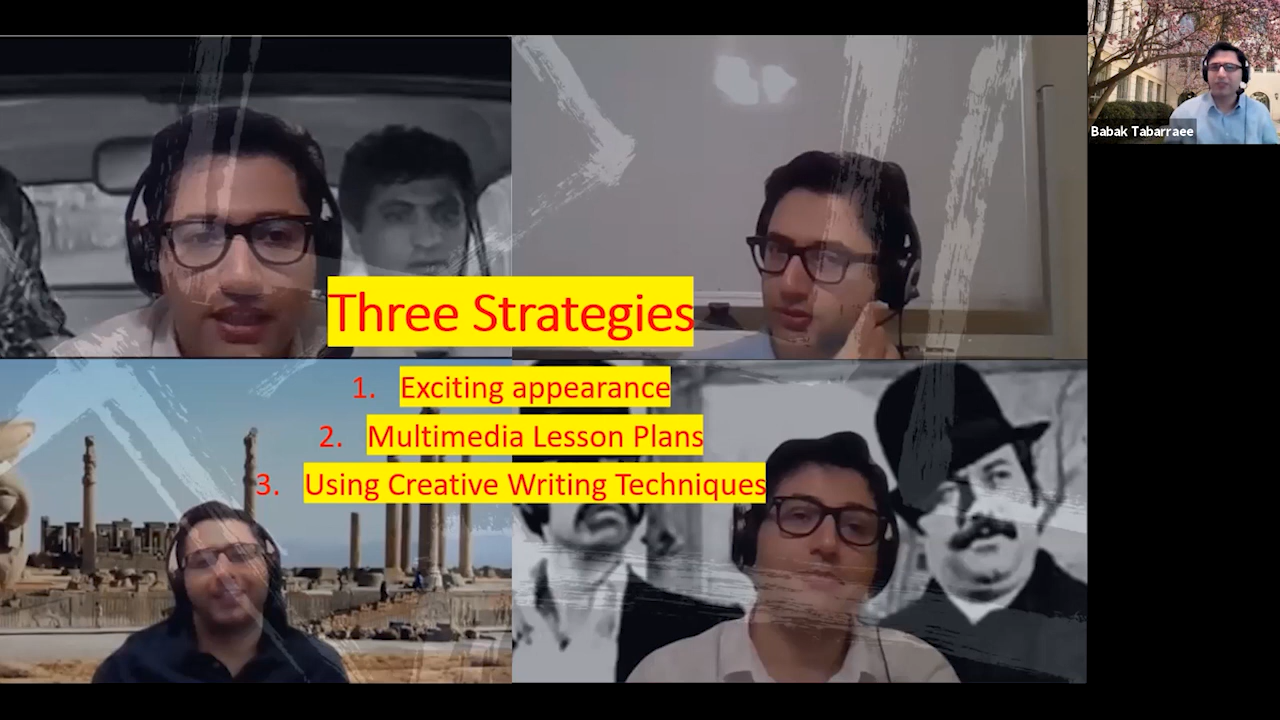 Babak Tabarraee
Three Strategies
1. Exciting appearance
2. Multimedia Lesson Plans
3. Using Creative Writing Techniques